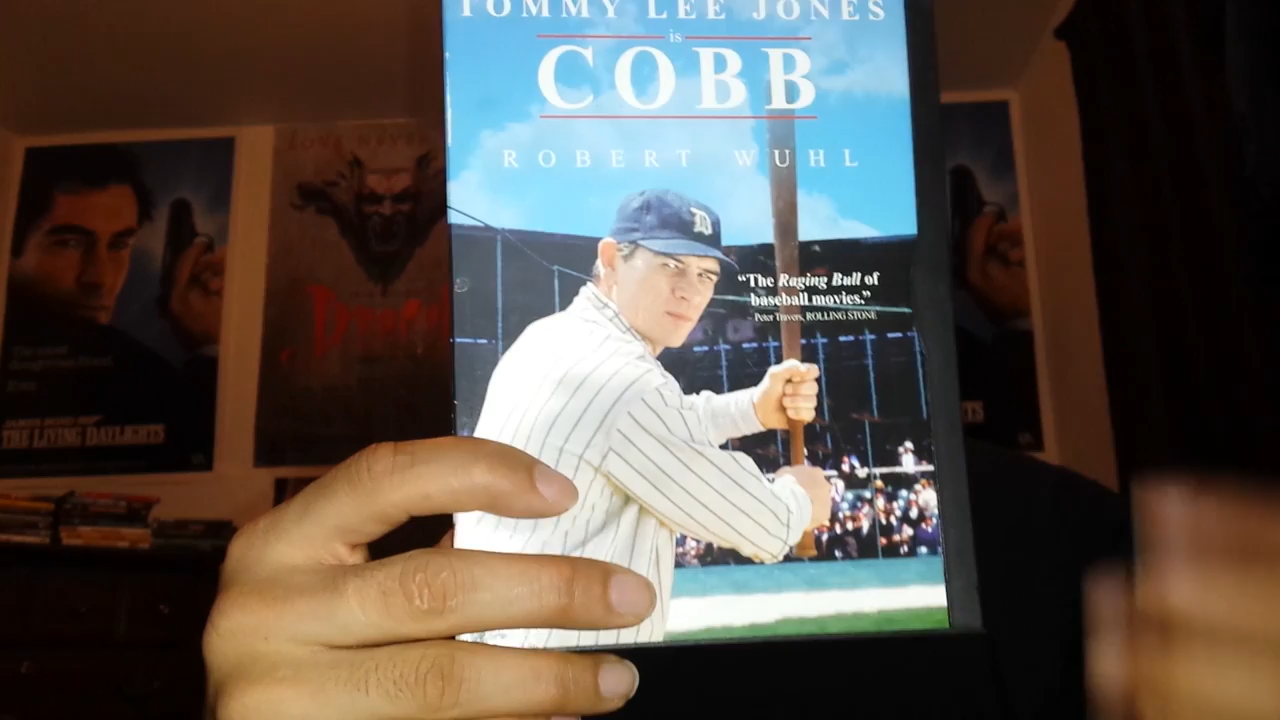 TOMMY LEE JONES
is
COBB
ROBERT WUHL
D
“The Raging Bull of
baseball movies.”
Peter Travers, ROLLING STONE
THE LIVING DAYLIGHTS